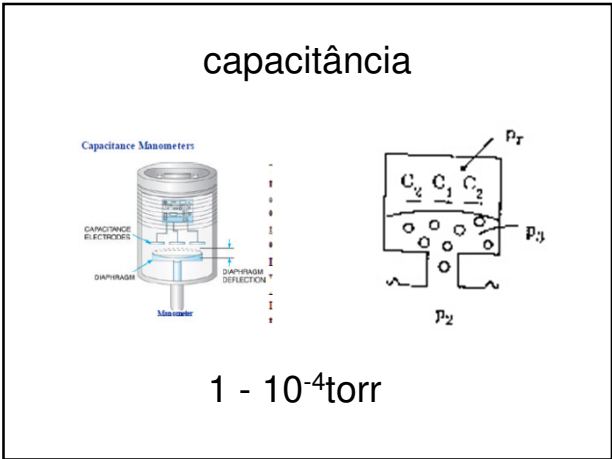 capacitância
Capacitance Manometers
CAPACITANCE
ELECTRODES
DIAPHRAGM
DIAPHRAGM
DEFLECTION
Manometer
Pr
C2 C1 C2
P3
P2
1 - 10-4torr